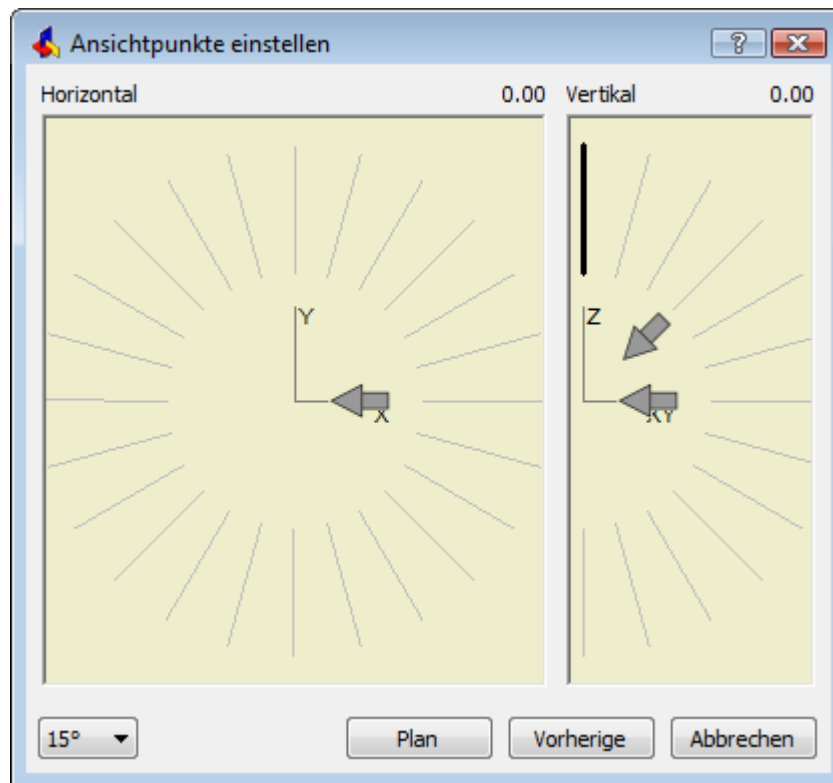 Ansichtpunkte einstellen
Horizontal 0.00 Vertikal 0.00
Y Z
X XY
15° Plan Vorherige Abbrechen